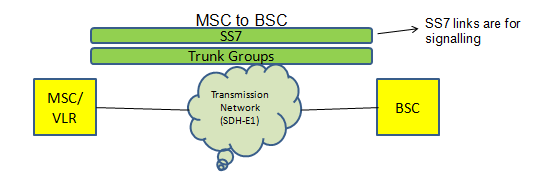 MSC to BSC
SS7
SS7 links are for
signalling
Trunk Groups
MSC/
VLR
Transmission
Network
(SDH-E1)
BSC